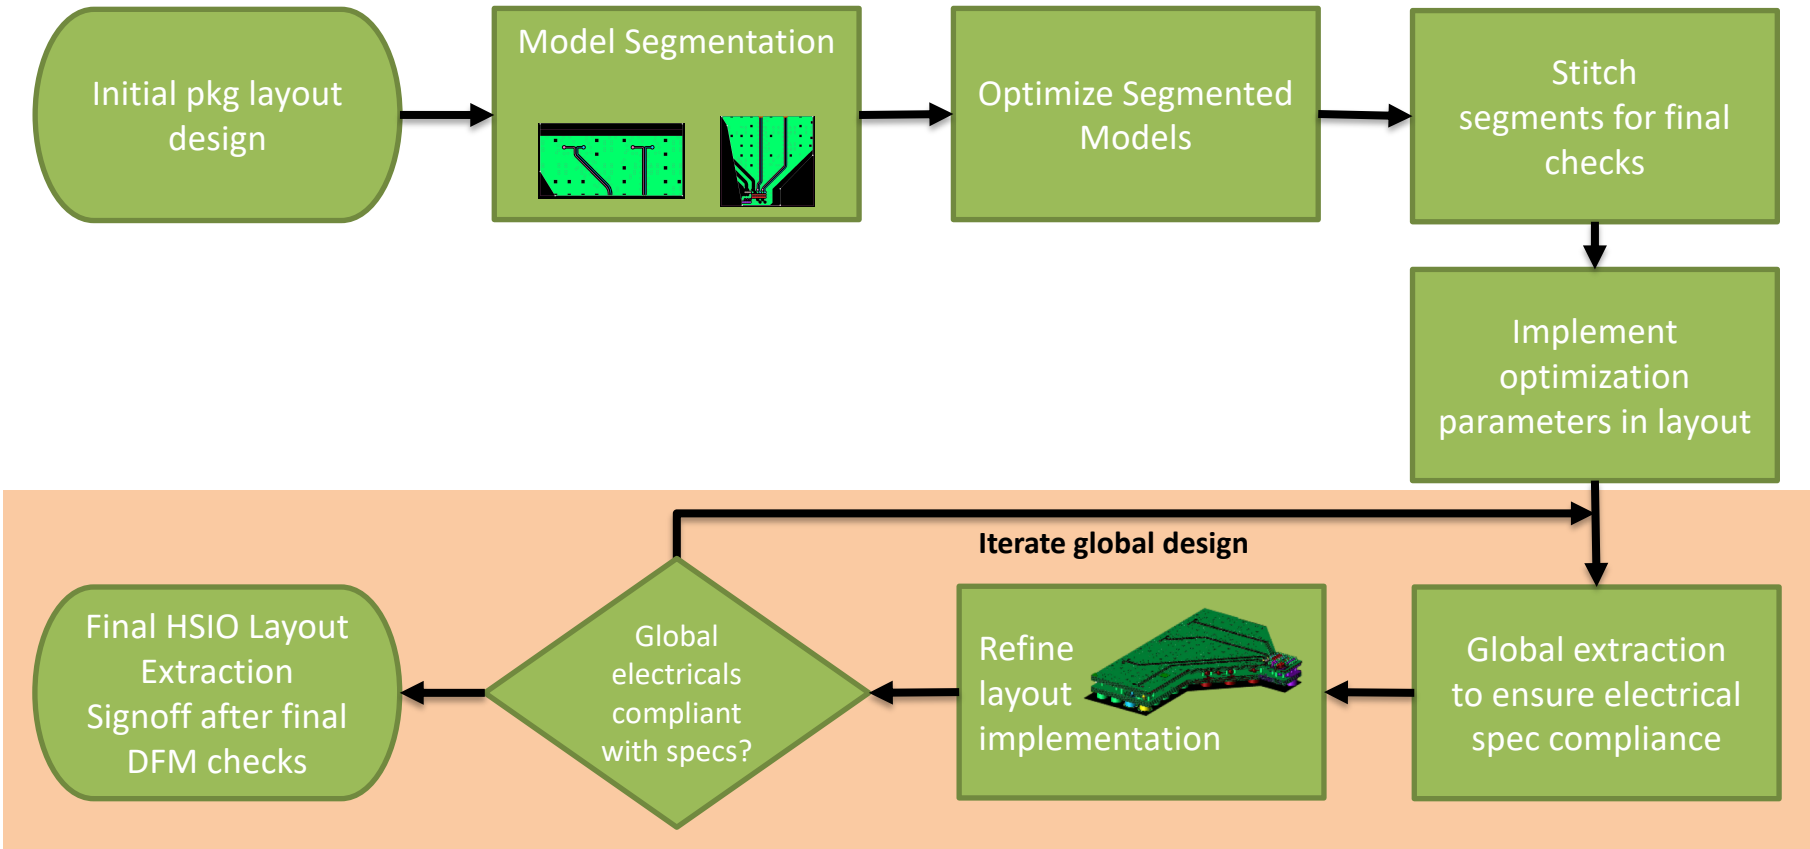 Initial pkg layout
design
Model Segmentation
Optimize Segmented
Models
Stitch
segments for final
checks
Implement
optimization
parameters in layout
Iterate global design
Global extraction
to ensure electrical
spec compliance
Refine
layout
implementation
Global
electricals
compliant
with specs?
Final HSIO Layout
Extraction
Signoff after final
DFM checks